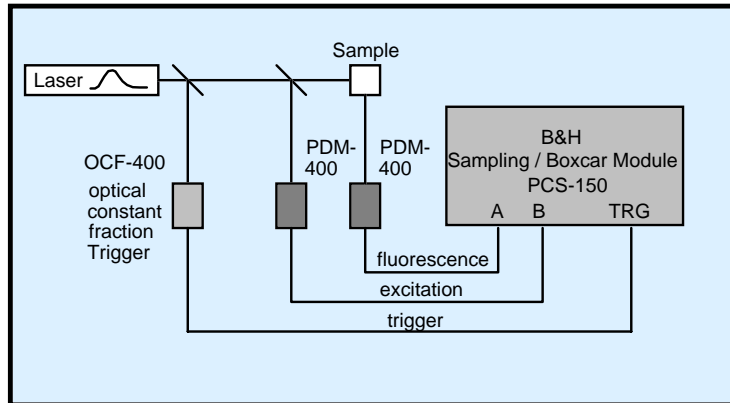 Sample
Laser
B&H
Sampling / Boxcar Module
PCS-150
A B TRG
OCF-400
optical
constant
fraction
Trigger
PDM-
400
PDM-
400
fluorescence
excitation
trigger